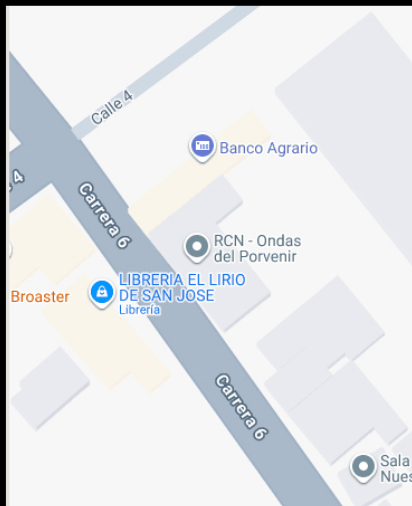 Calle 4
Banco Agrario
4
Carrera 6
RCN - Ondas
del Porvenir
LIBRERIA EL LIRIO
DE SAN JOSE
Librería
Broaster
Carrera 6
Sala
Nues